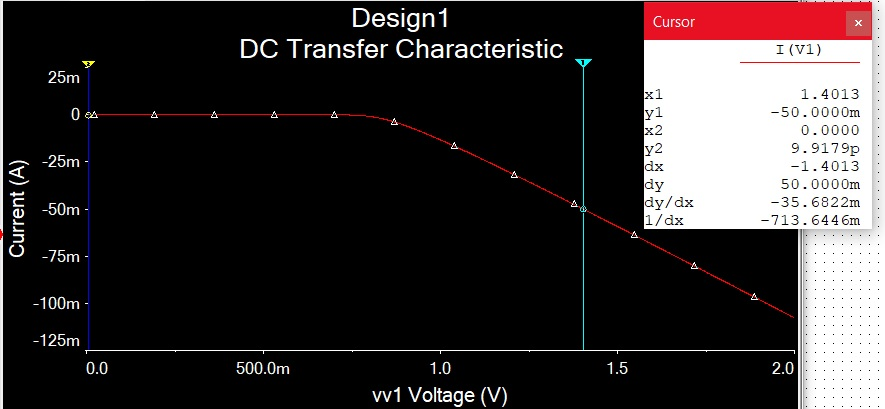 Design1
DC Transfer Characteristic
Cursor
×
I(V1)
x1 1.4013
y1 -50.0000m
x2 0.0000
y2 9.9179p
dx -1.4013
dy 50.0000m
dy/dx -35.6822m
1/dx -713.6446m
25m
0
-25m
-50m
-75m
-100m
-125m
Current (A)
0.0 500.0m 1.0 1.5 2.0
vv1 Voltage (V)